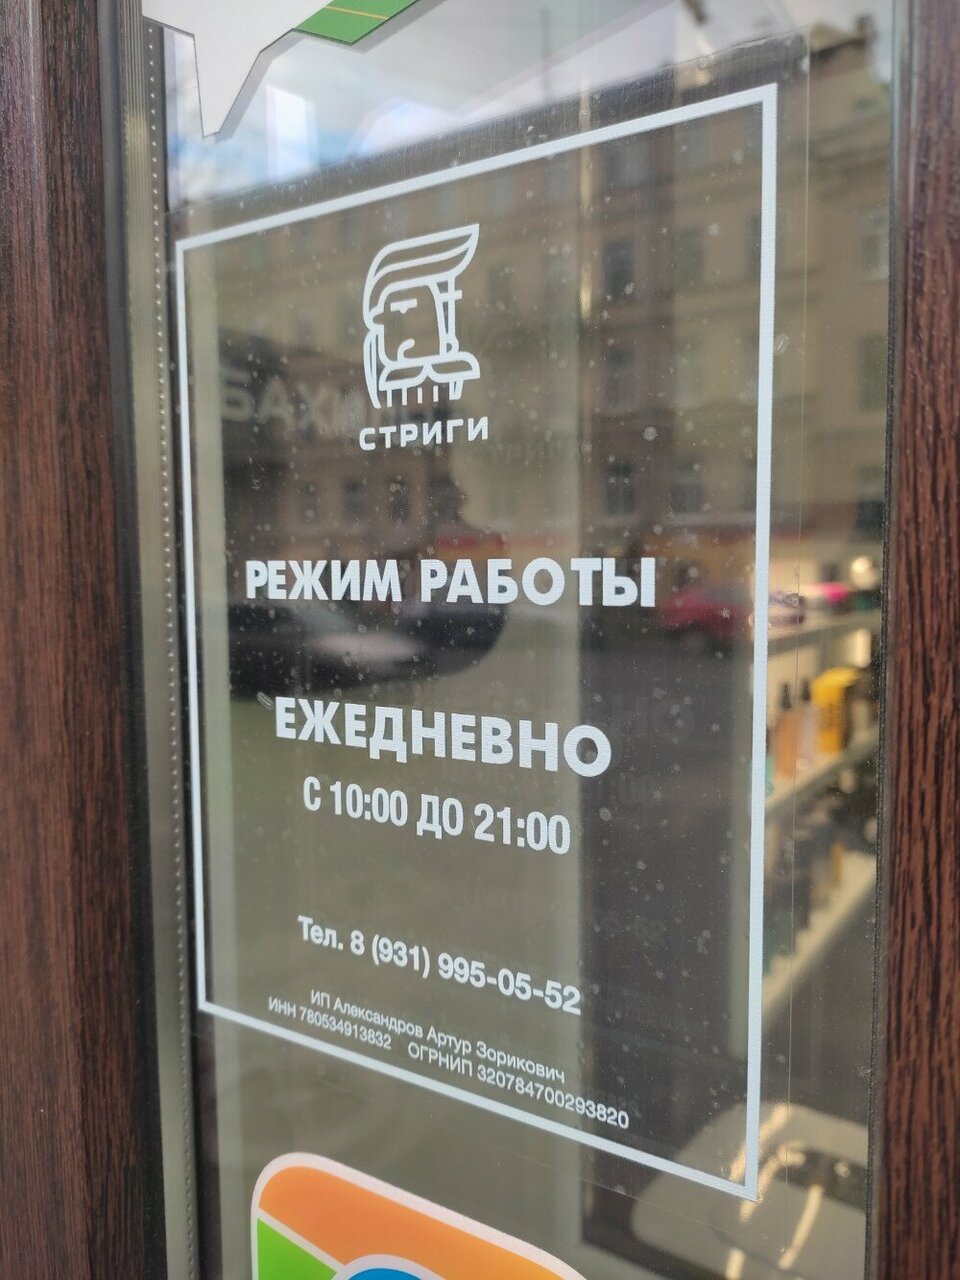 СТРИГИ
РЕЖИМ РАБОТЫ
ЕЖЕДНЕВНО
С 10:00 ДО 21:00
Тел. 8 (931) 995-05-52
ИП Александров Артур Зорикович
ИНН 780534913832 ОГРНИП 320784700293820